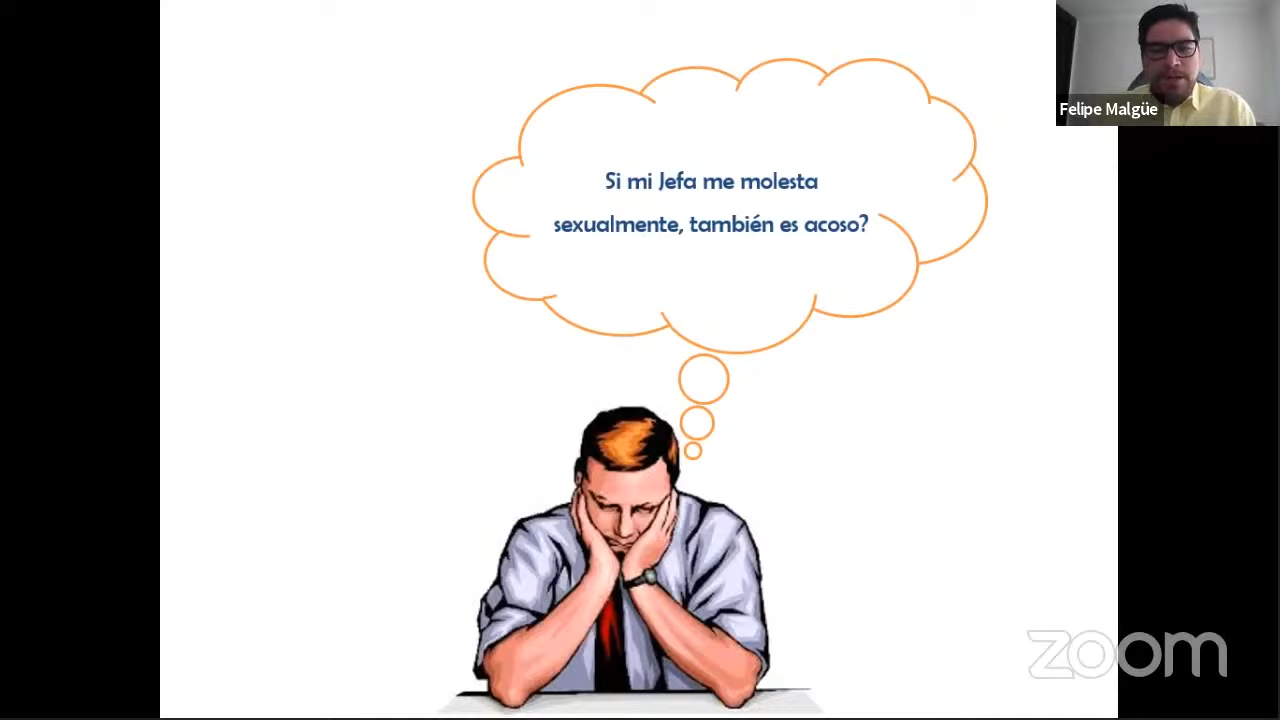 Felipe Malgüe
Si mi Jefa me molesta
sexualmente, también es acoso?
zoom